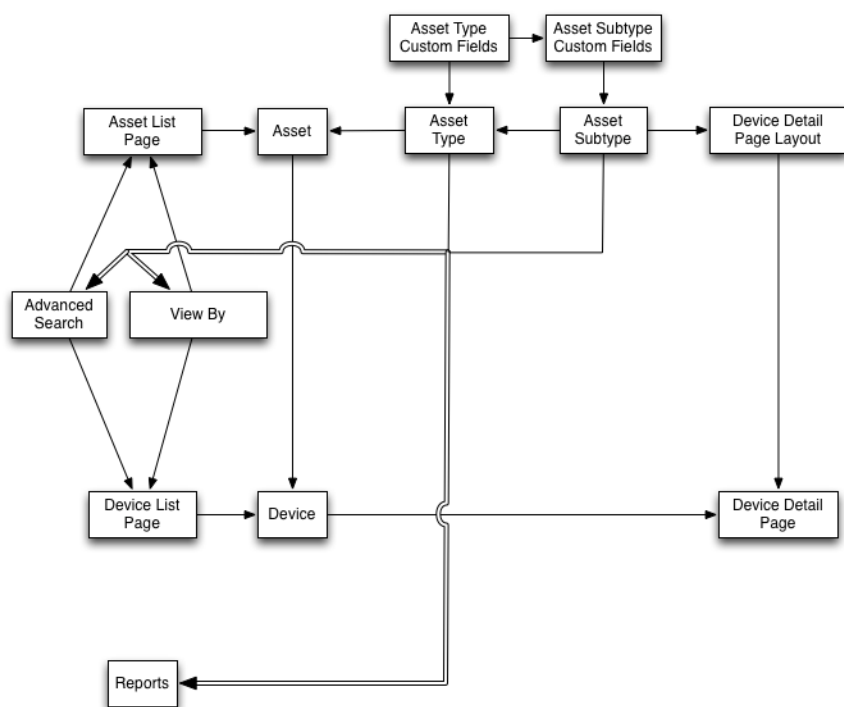 Asset Type
Custom Fields
Asset Subtype
Custom Fields
Asset List
Page
Asset
Asset
Type
Asset
Subtype
Device Detail
Page Layout
Advanced
Search
View By
Device List
Page
Device
Device Detail
Page
Reports